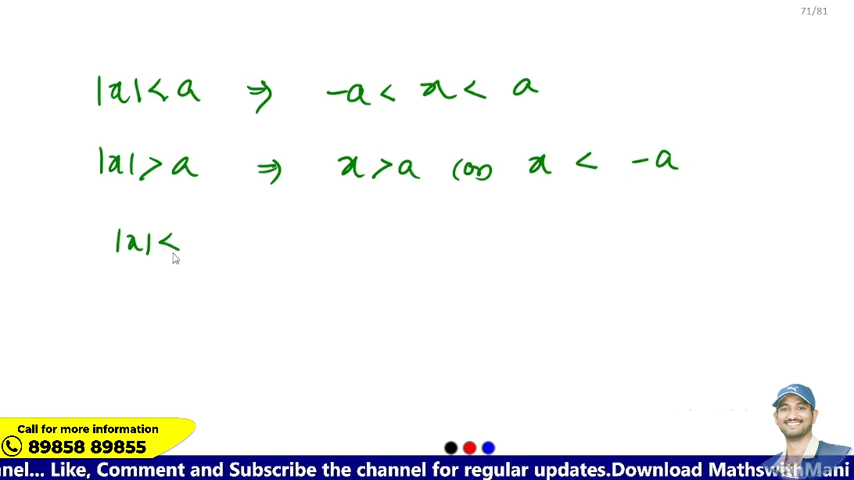 71/81
|x| < a ⇒ -a < x < a
|x| > a ⇒ x > a (or) x < -a
|x| <
Call for more information
89858 89855
nel... Like, Comment and Subscribe the channel for regular updates.Download MathswithMani